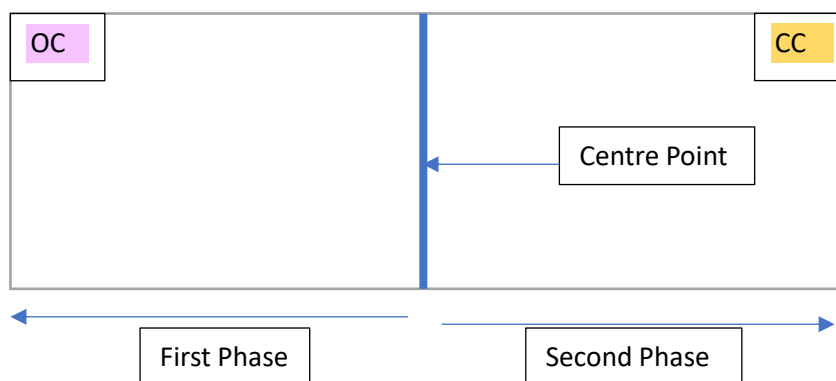 OC
CC
Centre Point
First Phase
Second Phase